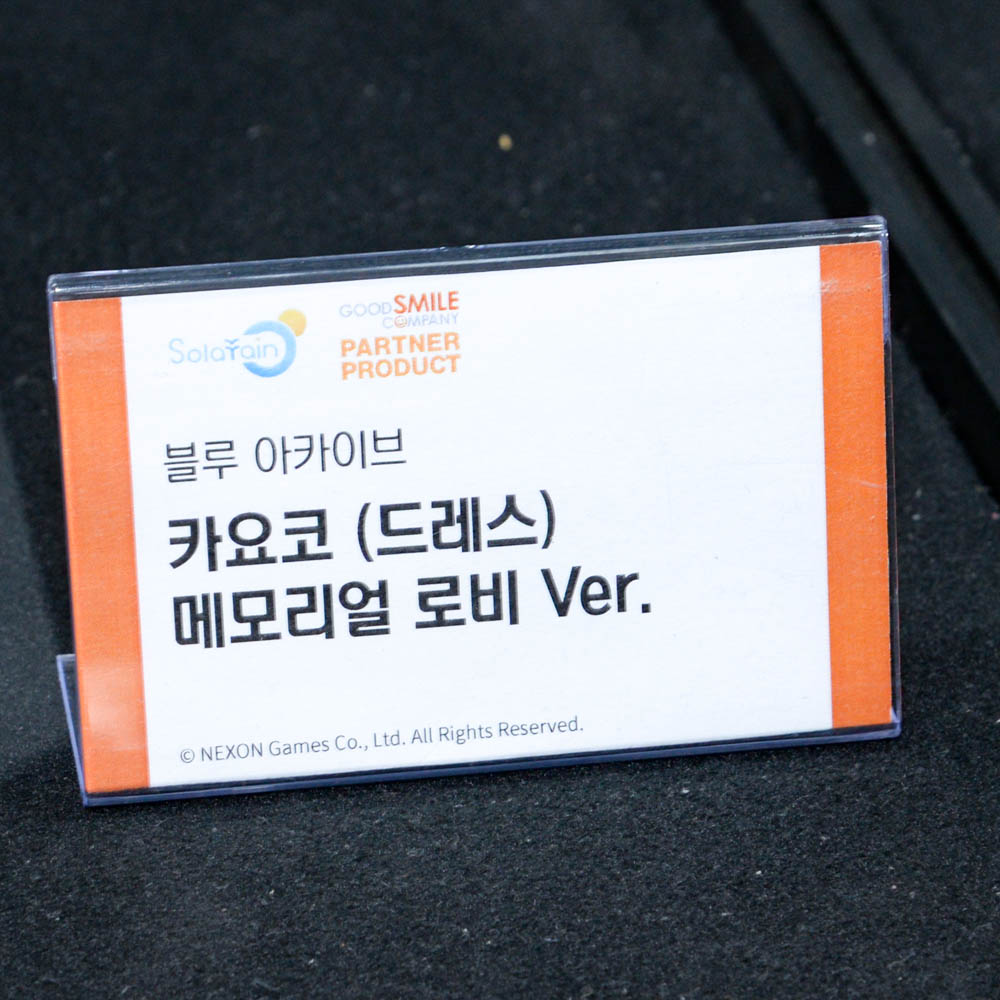 Solarain
GOOD SMILE
COMPANY
PARTNER
PRODUCT
블루 아카이브
카요코 (드레스)
메모리얼 로비 Ver.
© NEXON Games Co., Ltd. All Rights Reserved.